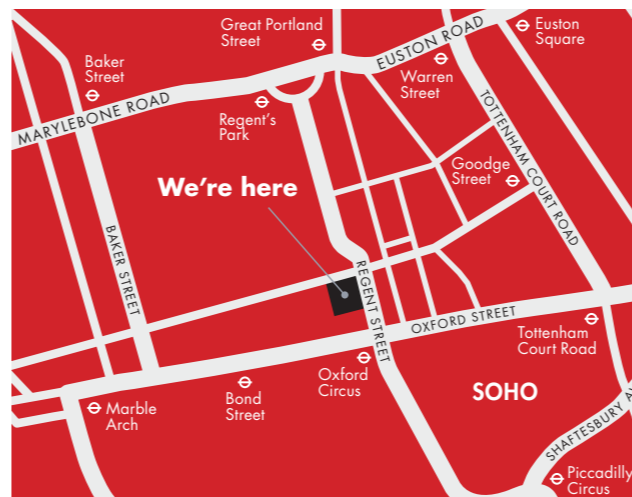 Great Portland
Street
EUSTON ROAD
Euston
Square
Baker
Street
Warren
Street
MARYLEBONE ROAD
Regent's
Park
TOTTENHAM COURT ROAD
Goodge
Street
We're here
BAKER STREET
REGENT STREET
OXFORD STREET
Tottenham
Court Road
Oxford
Circus
Bond
Street
SOHO
Marble
Arch
SHAFTESBURY
Piccadilly
Circus